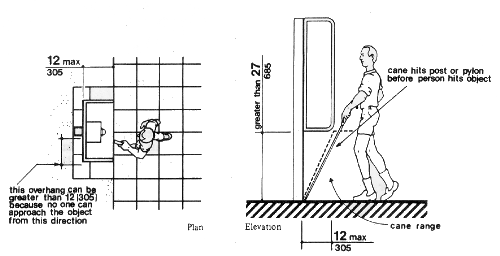 12 max
305
this overhang can be
greater than 12 (305)
because no one can
approach the object
from this direction
Plan
greater than 27
685
cane hits post or pylon
before person hits object
Elevation
cane range
12 max
305